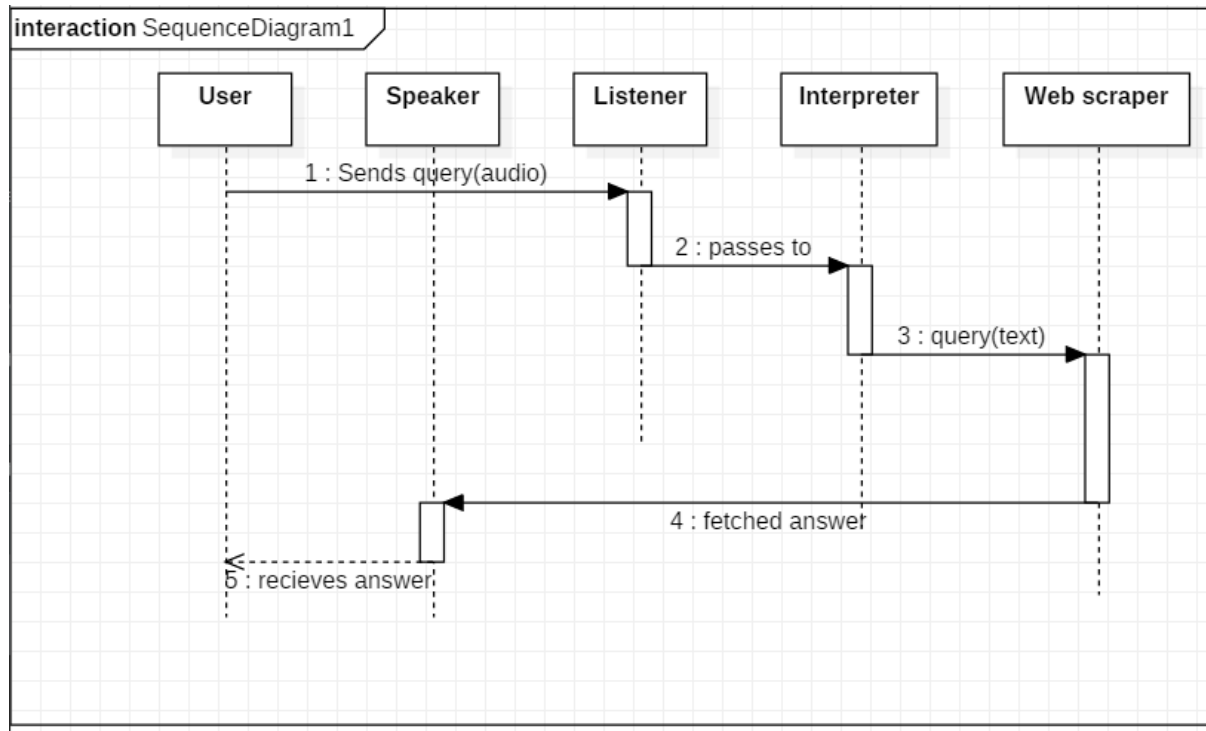 interaction SequenceDiagram1
User
Speaker
Listener
Interpreter
Web scraper
1 : Sends query(audio)
2 : passes to
3 : query(text)
4 : fetched answer
5 : recieves answer